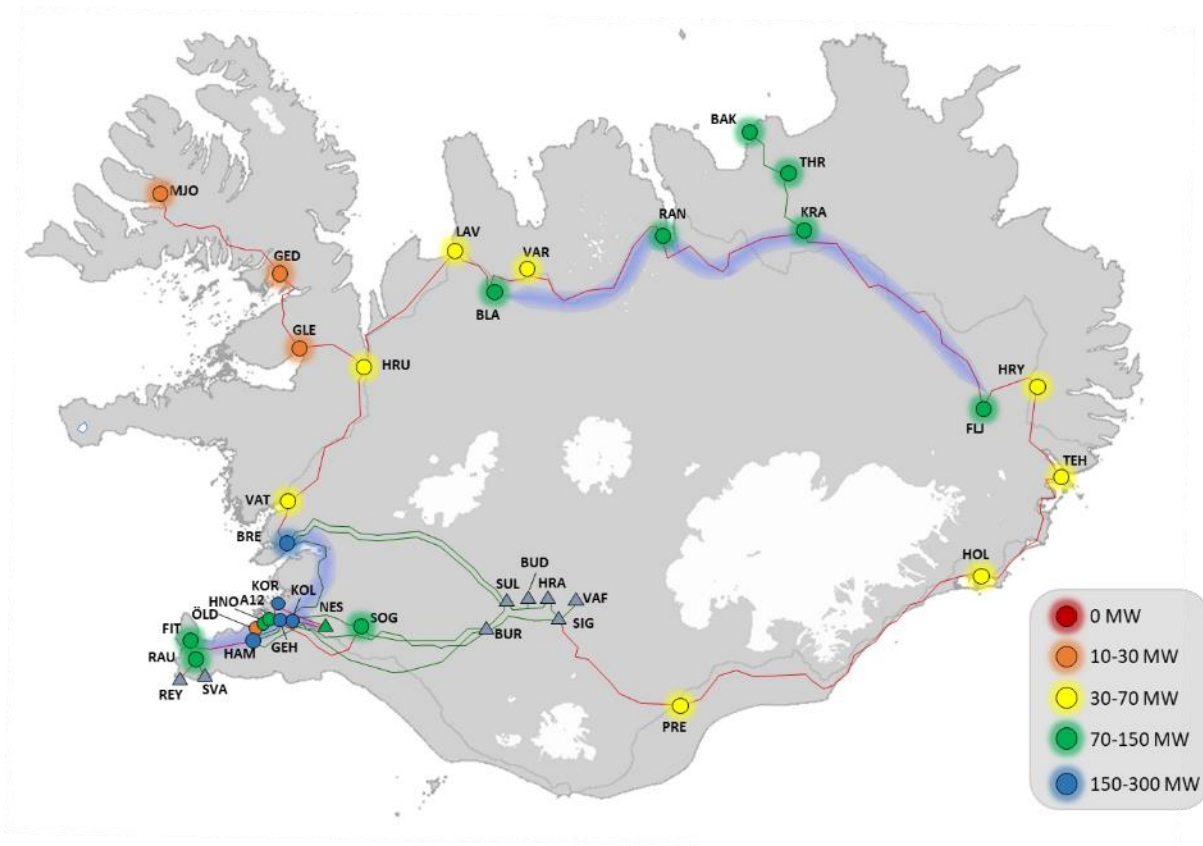 BAK
THR
MJO
RAN
KRA
LAV
VAR
GED
BLA
GLE
HRU
HRY
FLJ
TEH
VAT
BRE
HOL
BUD
SUL
HRA
VAF
KOR
KOL
HNO A12
NES
ÖLD
SOG
SIG
FIT
GEH
BUR
HAM
RAU
REY
SVA
PRE
0 MW
10-30 MW
30-70 MW
70-150 MW
150-300 MW